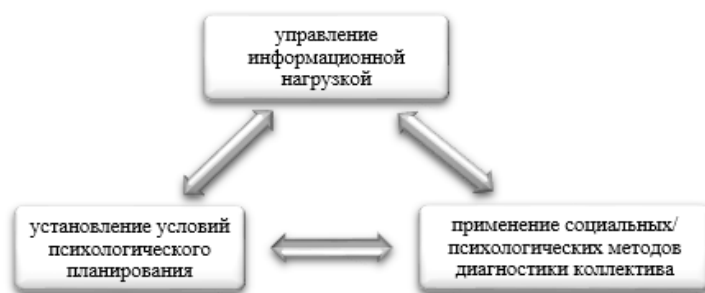 управление
информационной
нагрузкой
установление условий
психологического
планирования
применение социальных/
психологических методов
диагностики коллектива